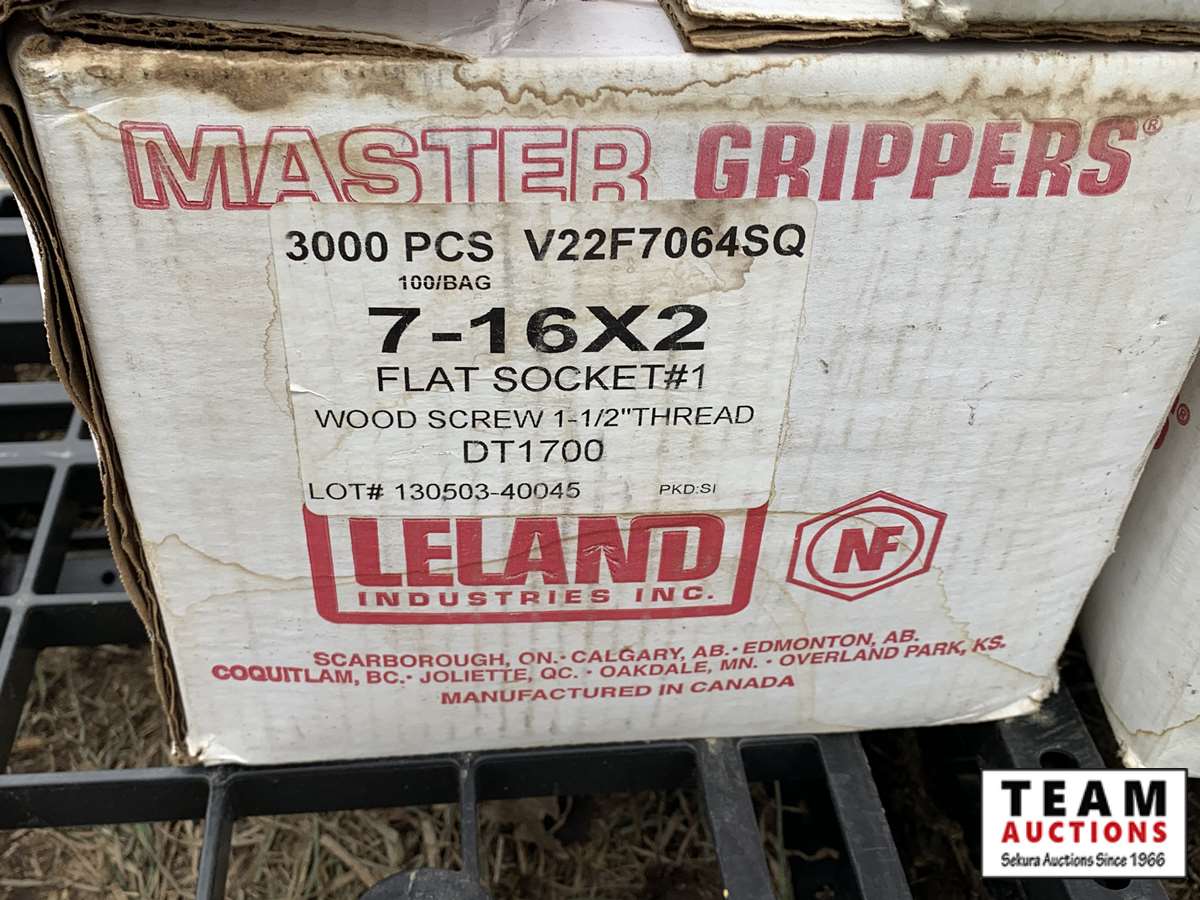 MASTER GRIPPERS®
3000 PCS V22F7064SQ
100/BAG
7-16X2
FLAT SOCKET#1
WOOD SCREW 1-1/2"THREAD
DT1700
LOT# 130503-40045 PKD:SI
LELAND
INDUSTRIES INC.
NF
SCARBOROUGH, ON.• CALGARY, AB.• EDMONTON, AB.
COQUITLAM, BC.• JOLIETTE, QC. • OAKDALE, MN. • OVERLAND PARK, KS.
MANUFACTURED IN CANADA
TEAM
AUCTIONS
Sekura Auctions Since 1966